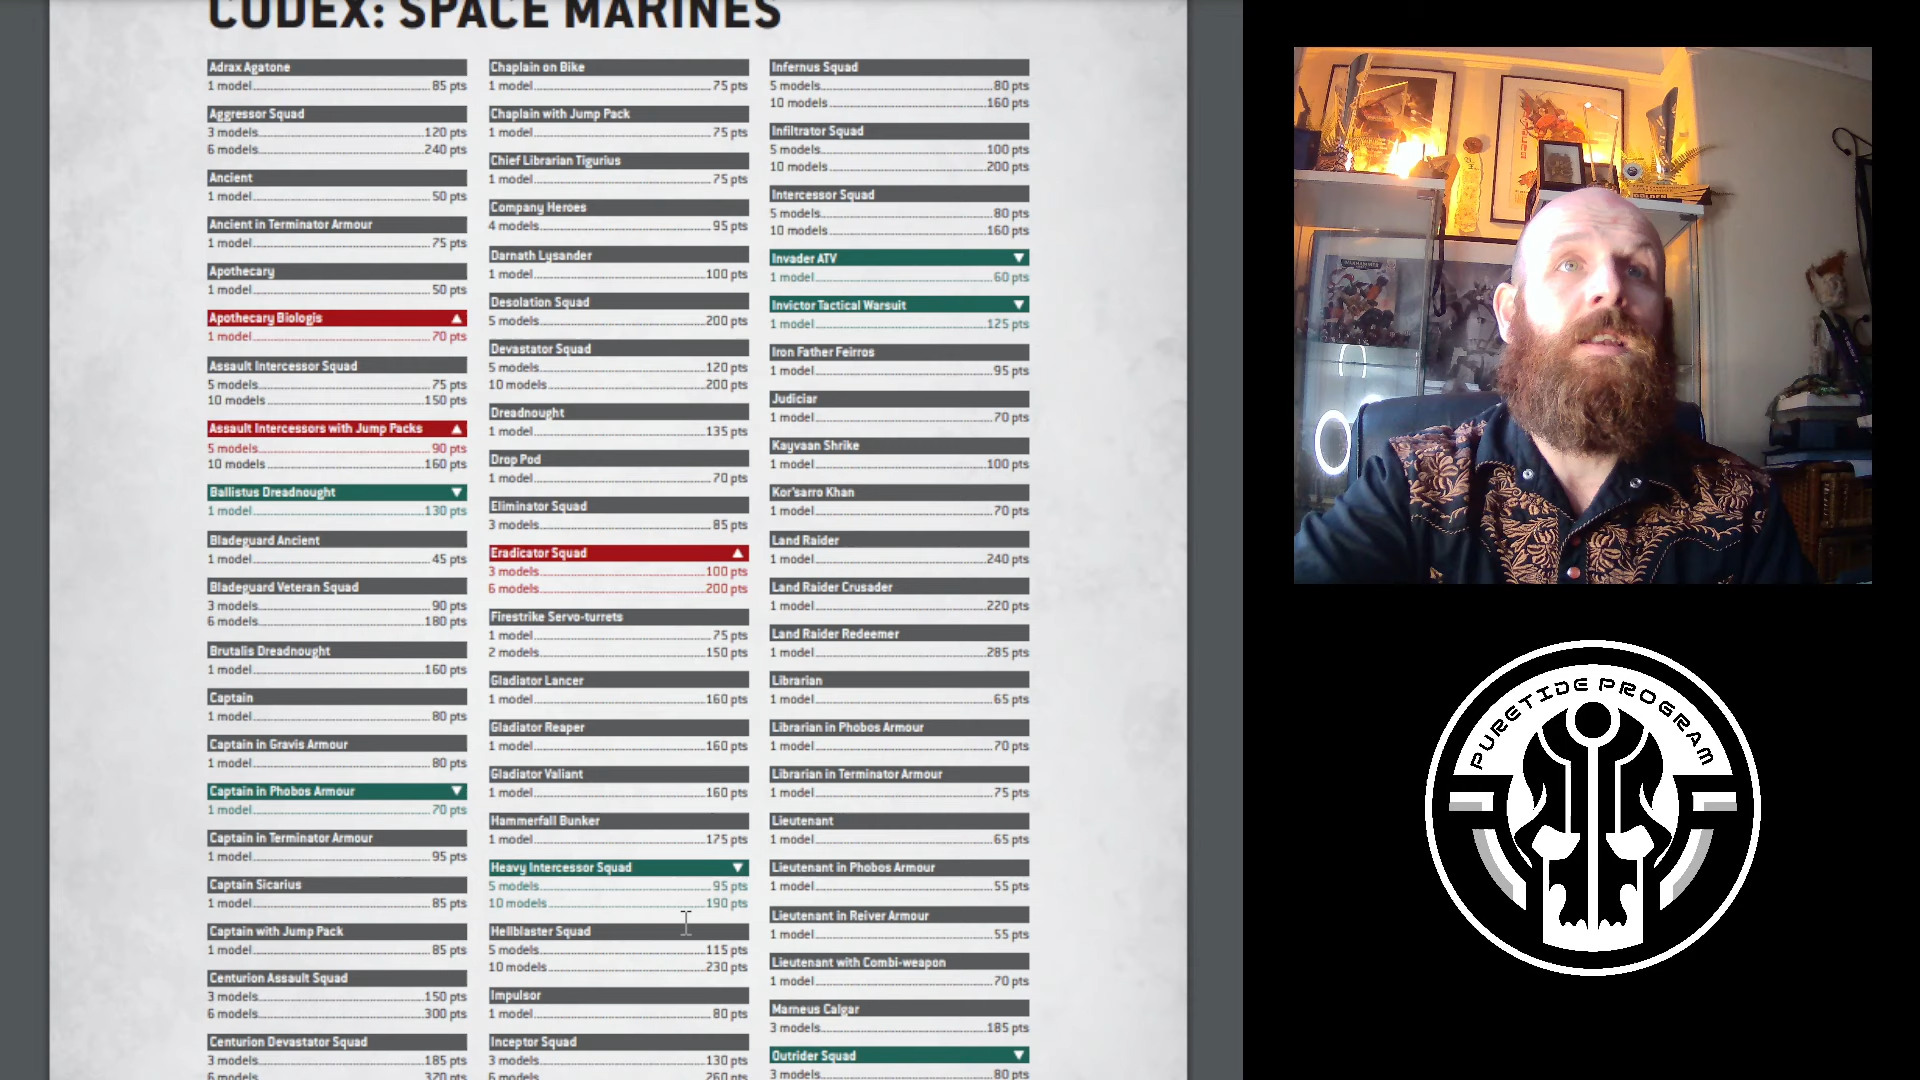 CODEX: SPACE MARINES
Adrax Agatone
1 model 85 pts
Aggressor Squad
3 models 120 pts
6 models 240 pts
Ancient
1 model 50 pts
Ancient in Terminator Armour
1 model 75 pts
Apothecary
1 model 50 pts
Apothecary Biologis ▲
1 model 70 pts
Assault Intercessor Squad
5 models 75 pts
10 models 150 pts
Assault Intercessors with Jump Packs ▲
5 models 90 pts
10 models 160 pts
Ballistus Dreadnought ▼
1 model 130 pts
Bladeguard Ancient
1 model 45 pts
Bladeguard Veteran Squad
3 models 90 pts
6 models 180 pts
Brutalis Dreadnought
1 model 160 pts
Captain
1 model 80 pts
Captain in Gravis Armour
1 model 80 pts
Captain in Phobos Armour ▼
1 model 70 pts
Captain in Terminator Armour
1 model 95 pts
Captain Sicarius
1 model 85 pts
Captain with Jump Pack
1 model 85 pts
Centurion Assault Squad
3 models 150 pts
6 models 300 pts
Centurion Devastator Squad
3 models 185 pts
6 models 320 pts
Chaplain on Bike
1 model 75 pts
Chaplain with Jump Pack
1 model 75 pts
Chief Librarian Tigurius
1 model 75 pts
Company Heroes
4 models 95 pts
Darnath Lysander
1 model 100 pts
Desolation Squad
5 models 200 pts
Devastator Squad
5 models 120 pts
10 models 200 pts
Dreadnought
1 model 135 pts
Drop Pod
1 model 70 pts
Eliminator Squad
3 models 85 pts
Eradicator Squad ▲
3 models 100 pts
6 models 200 pts
Firestrike Servo-turrets
1 model 75 pts
2 models 150 pts
Gladiator Lancer
1 model 160 pts
Gladiator Reaper
1 model 160 pts
Gladiator Valiant
1 model 160 pts
Hammerfall Bunker
1 model 175 pts
Heavy Intercessor Squad ▼
5 models 95 pts
10 models 190 pts
Hellblaster Squad
5 models 115 pts
10 models 230 pts
Impulsor
1 model 80 pts
Inceptor Squad
3 models 130 pts
6 models 260 pts
Infernus Squad
5 models 80 pts
10 models 160 pts
Infiltrator Squad
5 models 100 pts
10 models 200 pts
Intercessor Squad
5 models 80 pts
10 models 160 pts
Invader ATV ▼
1 model 60 pts
Invictor Tactical Warsuit ▼
1 model 125 pts
Iron Father Feirros
1 model 95 pts
Judiciar
1 model 70 pts
Kayvaan Shrike
1 model 100 pts
Kor'sarro Khan
1 model 70 pts
Land Raider
1 model 240 pts
Land Raider Crusader
1 model 220 pts
Land Raider Redeemer
1 model 285 pts
Librarian
1 model 65 pts
Librarian in Phobos Armour
1 model 70 pts
Librarian in Terminator Armour
1 model 75 pts
Lieutenant
1 model 65 pts
Lieutenant in Phobos Armour
1 model 55 pts
Lieutenant in Reiver Armour
1 model 55 pts
Lieutenant with Combi-weapon
1 model 70 pts
Marneus Calgar
3 models 185 pts
Outrider Squad ▼
3 models 80 pts
PURETIDE PROGRAM